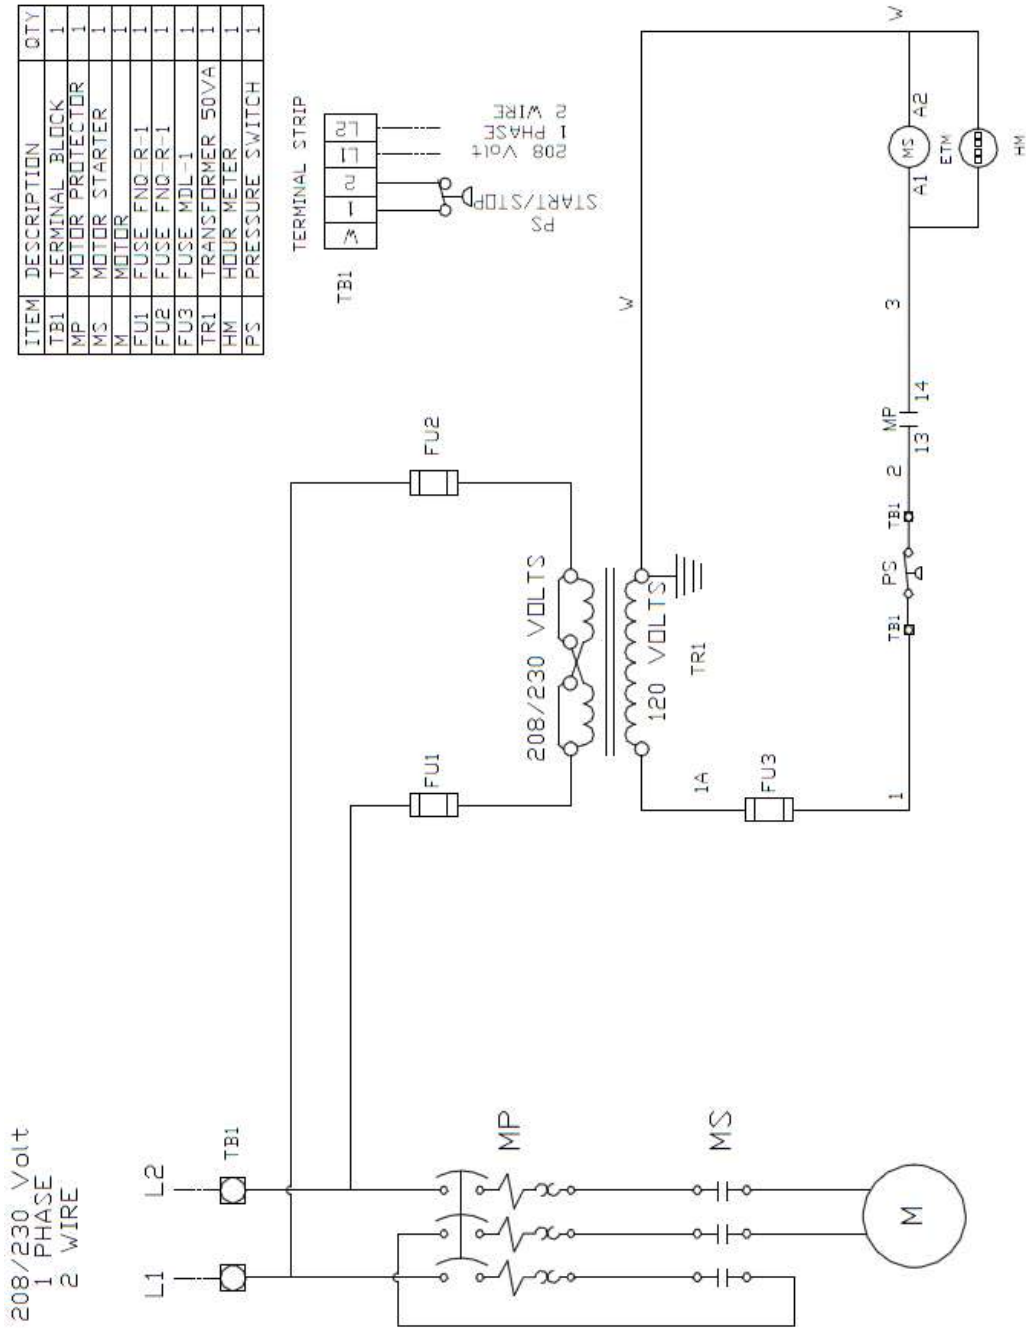 208/230 Volt
1 PHASE
2 WIRE
L1
L2
TB1
MP
MS
M
FU1
FU2
208/230 VOLTS
120 VOLTS
TR1
1A
FU3
1
TB1
PS
TB1
2
13
MP
14
3
A1
MS
A2
ETM
HM
W
W
ITEM DESCRIPTION QTY
TB1 TERMINAL BLOCK 1
MP MOTOR PROTECTOR 1
MS MOTOR STARTER 1
M MOTOR 1
FU1 FUSE FNQ-R-1 1
FU2 FUSE FNQ-R-1 1
FU3 FUSE MDL-1 1
TR1 TRANSFORMER 50VA 1
HM HOUR METER 1
PS PRESSURE SWITCH 1
TERMINAL STRIP
TB1
W 1 2 L1 L2
PS
START/STOP
208 Volt
1 PHASE
2 WIRE